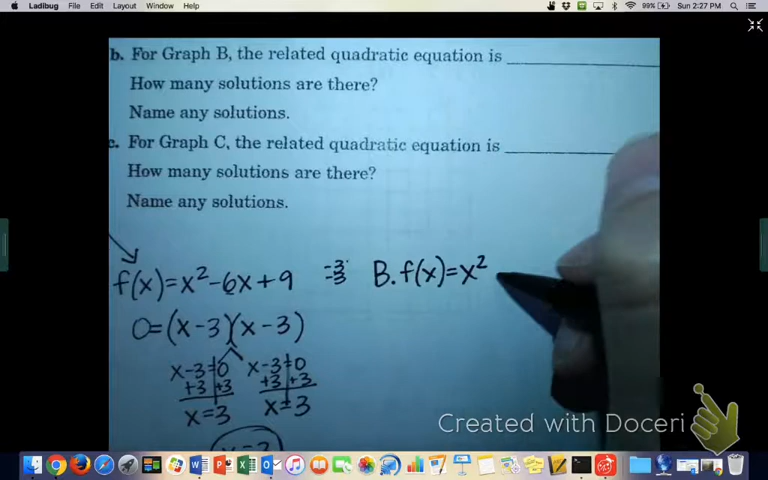 Ladibug File Edit Layout Window Help 99% Sun 2:27 PM
b. For Graph B, the related quadratic equation is
How many solutions are there?
Name any solutions.
c. For Graph C, the related quadratic equation is
How many solutions are there?
Name any solutions.
f(x)=x²-6x+9 B. f(x)=x²
0=(x-3)(x-3)
x-3=0 x-3=0
+3 +3 +3 +3
x=3 x=3
Created with Doceri